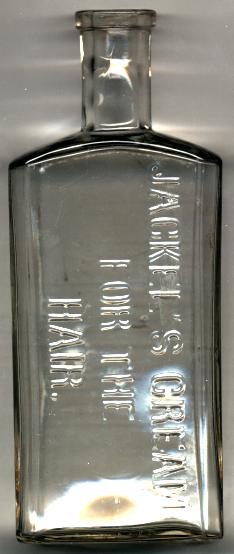 JACKEL'S CREAM
FOR THE
HAIR.